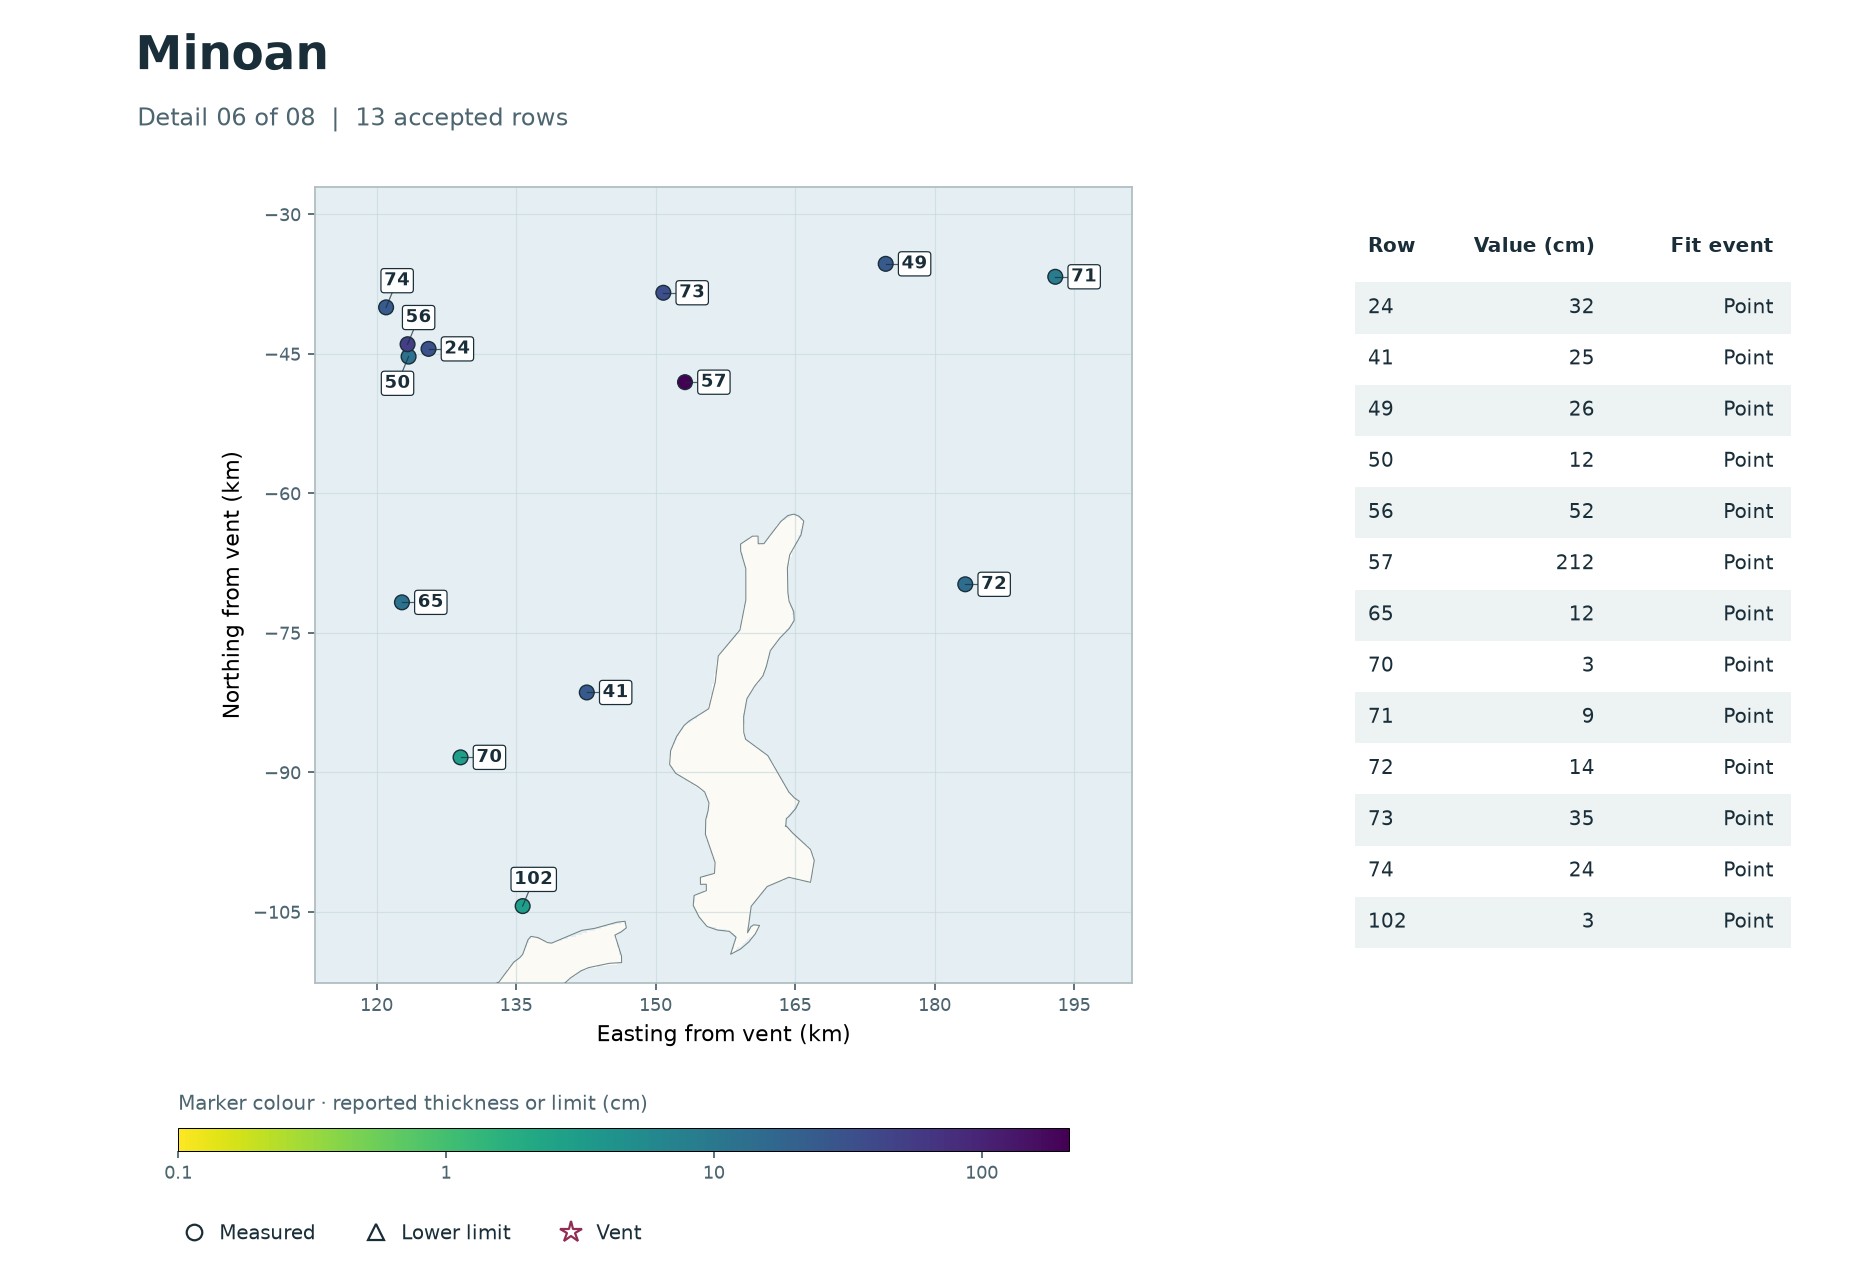 Minoan
Detail 06 of 08 | 13 accepted rows
−30
−45
−60
−75
−90
−105
Northing from vent (km)
74
56
24
50
73
49
71
57
65
72
41
70
102
120 135 150 165 180 195
Easting from vent (km)
Row Value (cm) Fit event
24 32 Point
41 25 Point
49 26 Point
50 12 Point
56 52 Point
57 212 Point
65 12 Point
70 3 Point
71 9 Point
72 14 Point
73 35 Point
74 24 Point
102 3 Point
Marker colour · reported thickness or limit (cm)
0.1 1 10 100
Measured Lower limit Vent